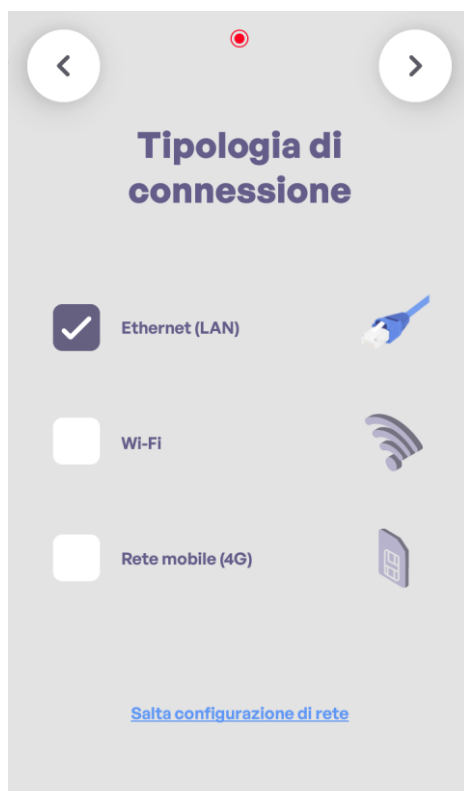 Tipologia di
connessione
Ethernet (LAN)
Wi-Fi
Rete mobile (4G)
Salta configurazione di rete